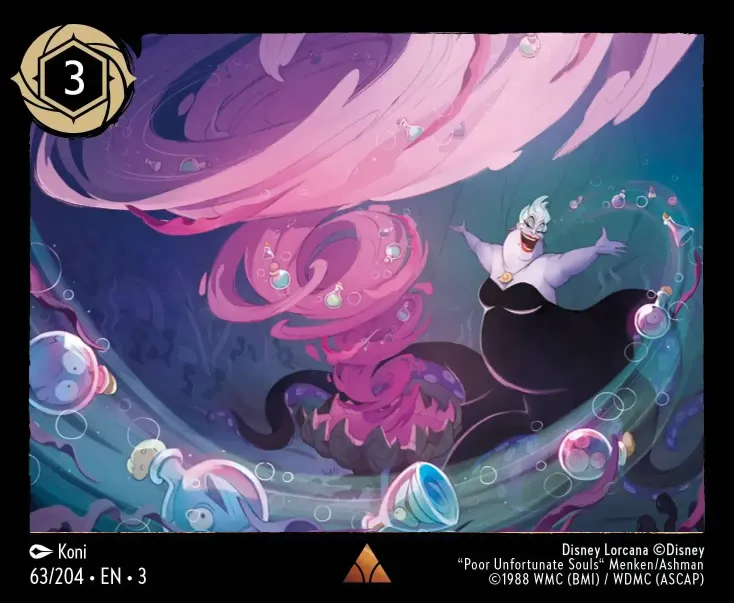 3
Koni
63/204 • EN • 3
Disney Lorcana ©Disney
“Poor Unfortunate Souls“ Menken/Ashman
©1988 WMC (BMI) / WDMC (ASCAP)